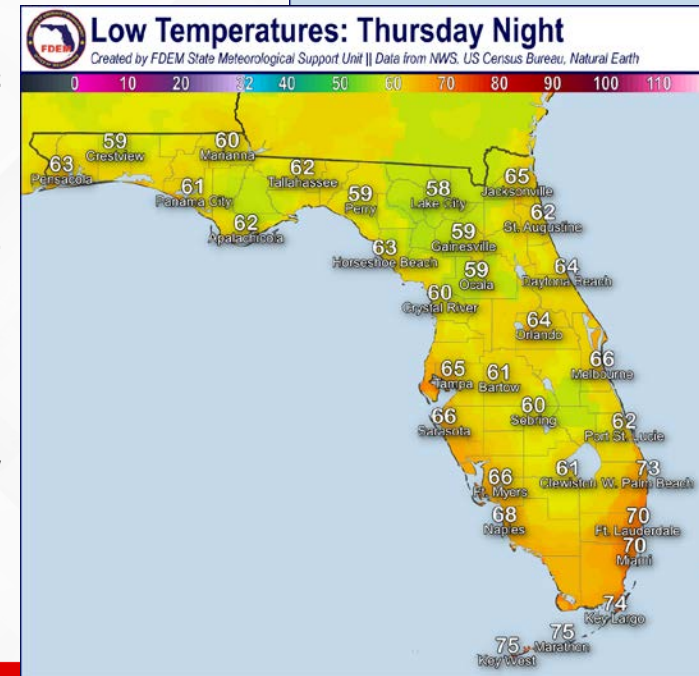 FDEM
Low Temperatures: Thursday Night
Created by FDEM State Meteorological Support Unit || Data from NWS, US Census Bureau, Natural Earth
0 10 20 32 40 50 60 70 80 90 100 110
59
Crestview
60
Marianna
63
Pensacola
62
Tallahassee
65
Jacksonville
61
Panama City
59
Perry
58
Lake City
62
St. Augustine
62
Apalachicola
59
Gainesville
63
Horseshoe Beach
59
Ocala
64
Daytona Beach
60
Crystal River
64
Orlando
66
Melbourne
65
Tampa
61
Bartow
66
Sarasota
60
Sebring
62
Port St. Lucie
66
Ft. Myers
61
Clewiston
73
W. Palm Beach
68
Naples
70
Ft. Lauderdale
70
Miami
74
Key Largo
75
Marathon
75
Key West